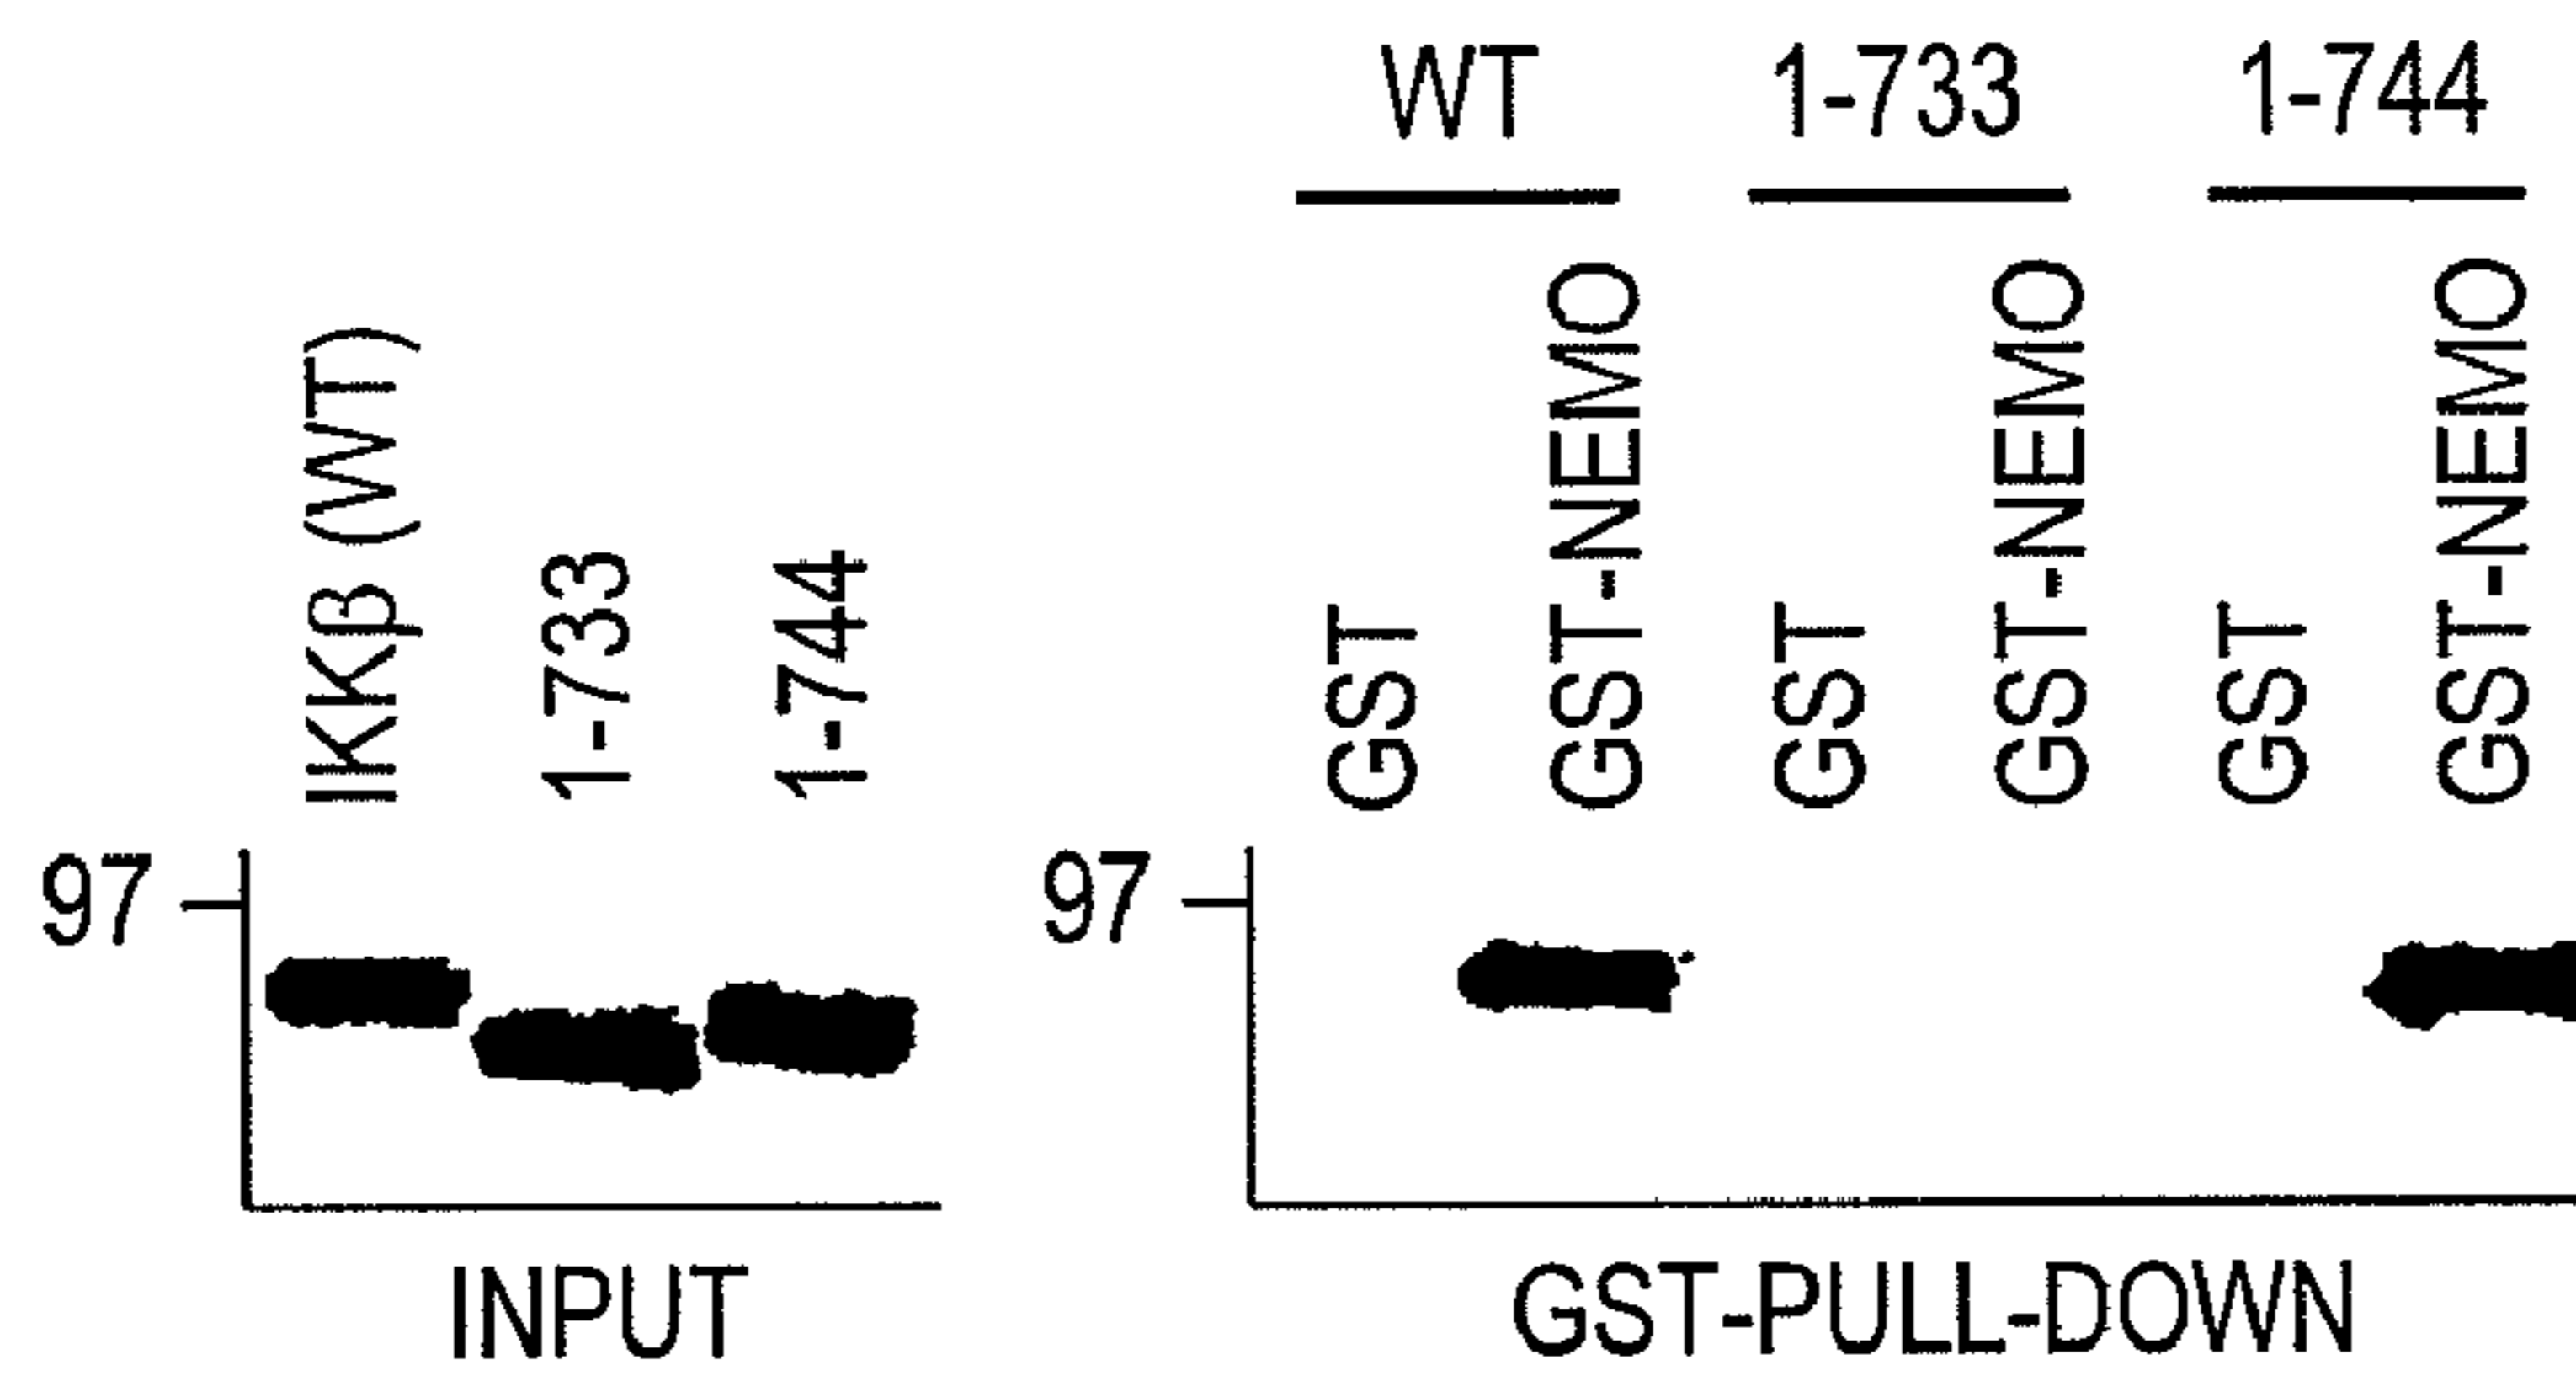 WT 1-733 1-744
IKKβ (WT) 1-733 1-744
GST GST-NEMO GST GST-NEMO GST GST-NEMO
97 97
INPUT GST-PULL-DOWN